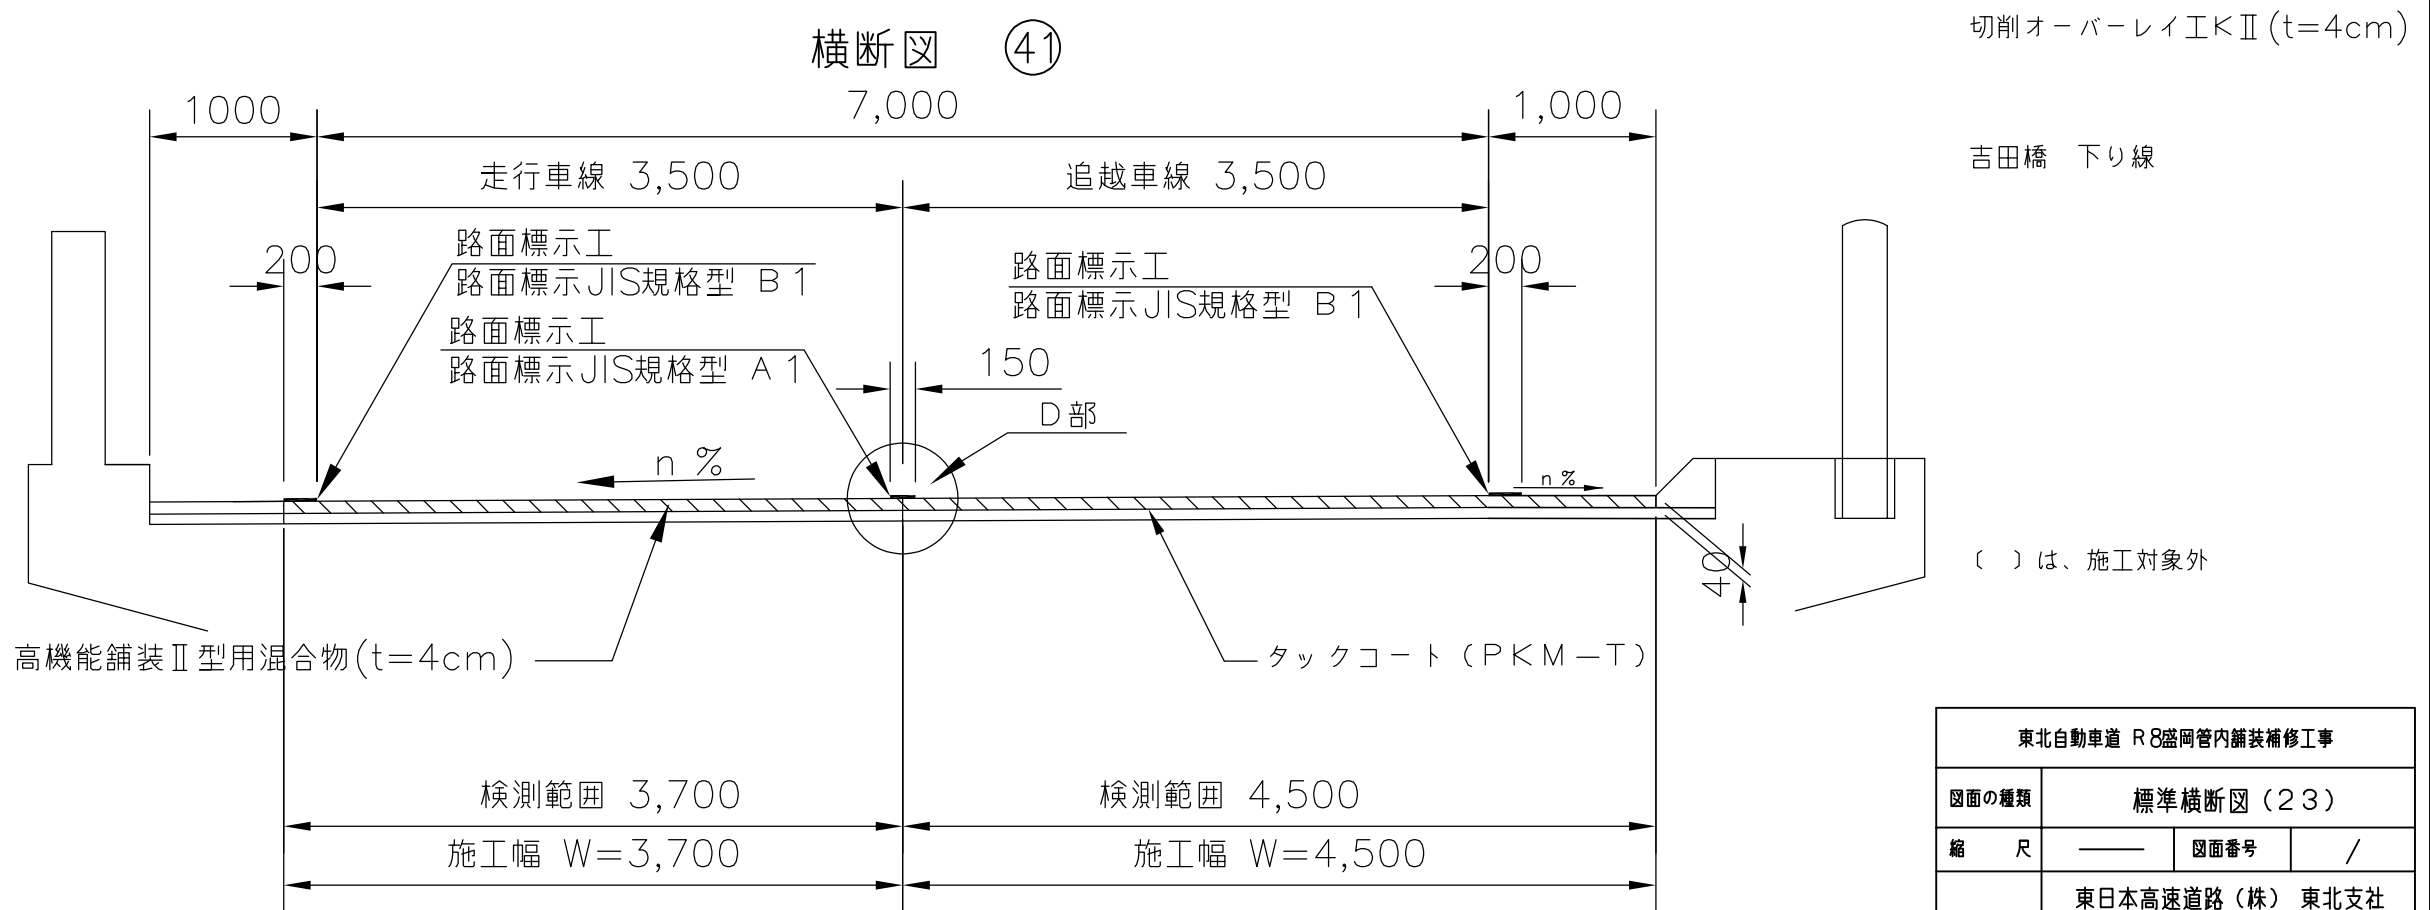 横断図 ㊶
切削オーバーレイ工KⅡ(t=4cm)
1000
7,000
1,000
吉田橋 下り線
走行車線 3,500
追越車線 3,500
200
路面標示工
路面標示JIS規格型 B1
路面標示工
路面標示JIS規格型 B1
200
路面標示工
路面標示JIS規格型 A1
150
D部
n %
n %
40
〔 〕は、施工対象外
高機能舗装Ⅱ型用混合物(t=4cm)
タックコート(PKM-T)
検測範囲 3,700
検測範囲 4,500
施工幅 W=3,700
施工幅 W=4,500
東北自動車道 R8盛岡管内舗装補修工事
図面の種類 標準横断図(23)
縮 尺 —— 図面番号 /
東日本高速道路(株) 東北支社